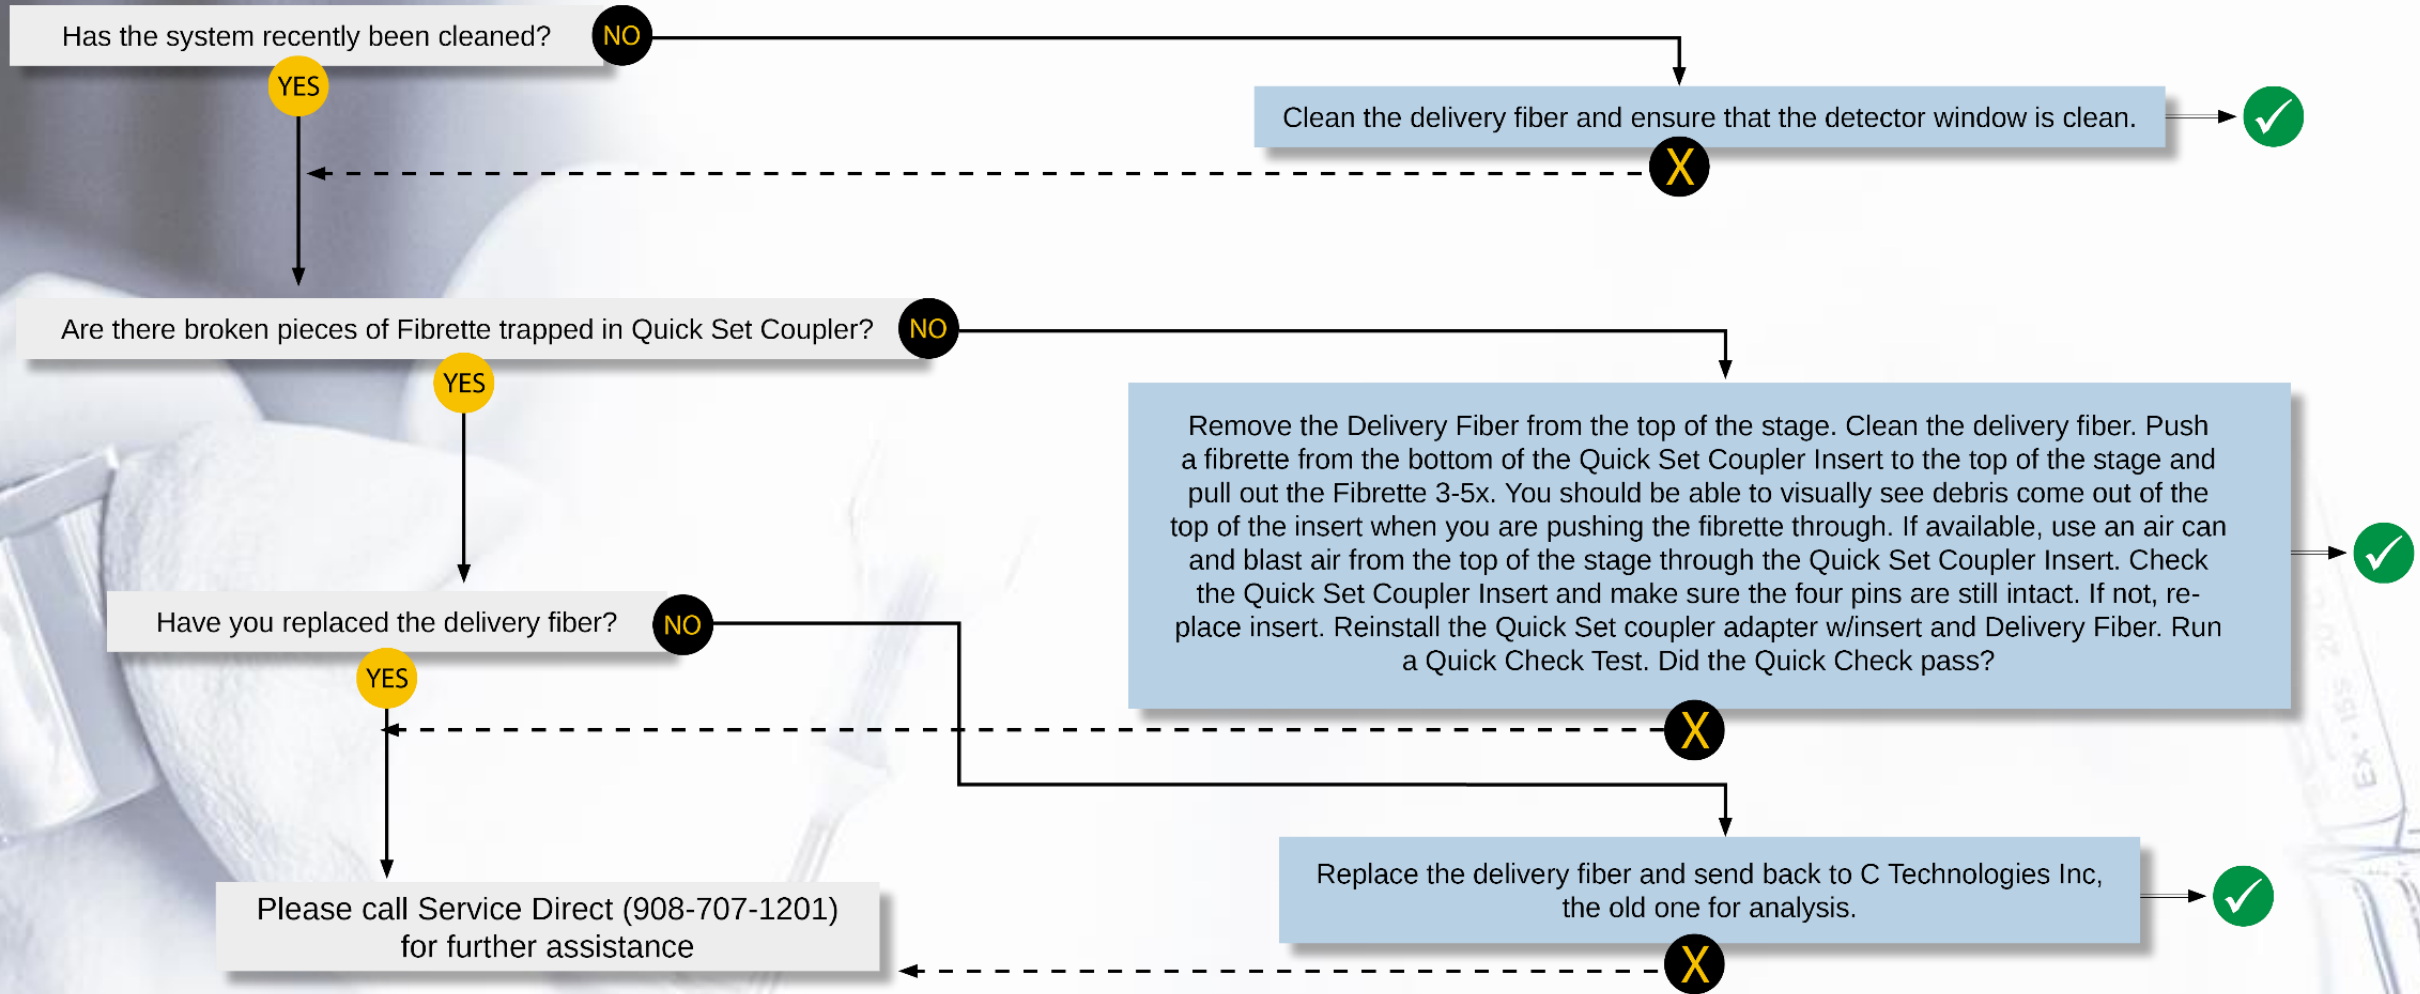 Has the system recently been cleaned?
NO
YES
Clean the delivery fiber and ensure that the detector window is clean.
X
Are there broken pieces of Fibrette trapped in Quick Set Coupler?
NO
YES
Remove the Delivery Fiber from the top of the stage. Clean the delivery fiber. Push
a fibrette from the bottom of the Quick Set Coupler Insert to the top of the stage and
pull out the Fibrette 3-5x. You should be able to visually see debris come out of the
top of the insert when you are pushing the fibrette through. If available, use an air can
and blast air from the top of the stage through the Quick Set Coupler Insert. Check
the Quick Set Coupler Insert and make sure the four pins are still intact. If not, re-
place insert. Reinstall the Quick Set coupler adapter w/insert and Delivery Fiber. Run
a Quick Check Test. Did the Quick Check pass?
X
Have you replaced the delivery fiber?
NO
YES
Replace the delivery fiber and send back to C Technologies Inc,
the old one for analysis.
X
Please call Service Direct (908-707-1201)
for further assistance